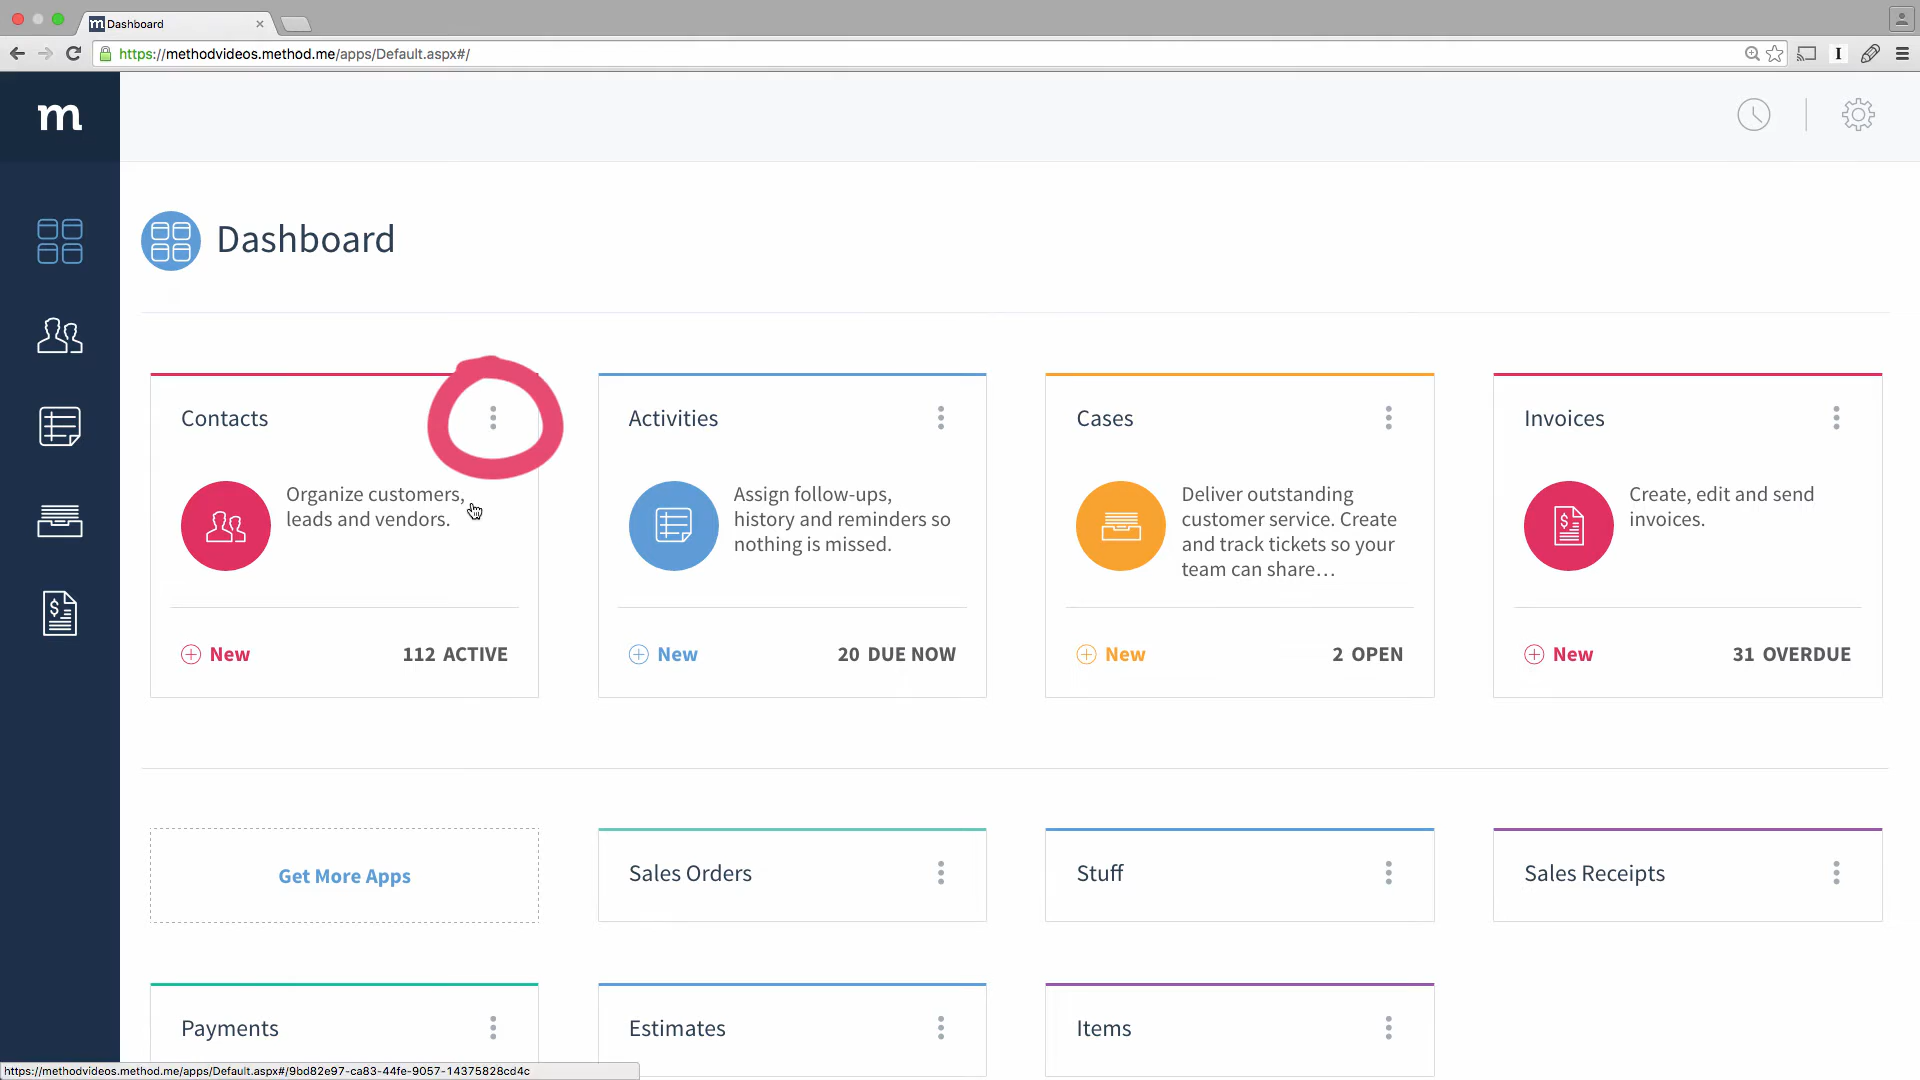 m Dashboard
https://methodvideos.method.me/apps/Default.aspx#/
I
m
Dashboard
Contacts
Organize customers,
leads and vendors.
New
112 ACTIVE
Activities
Assign follow-ups,
history and reminders so
nothing is missed.
New
20 DUE NOW
Cases
Deliver outstanding
customer service. Create
and track tickets so your
team can share…
New
2 OPEN
Invoices
$
Create, edit and send
invoices.
New
31 OVERDUE
$
Get More Apps
Sales Orders
Stuff
Sales Receipts
Payments
Estimates
Items
https://methodvideos.method.me/apps/Default.aspx#/9bd82e97-ca83-44fe-9057-14375828cd4c